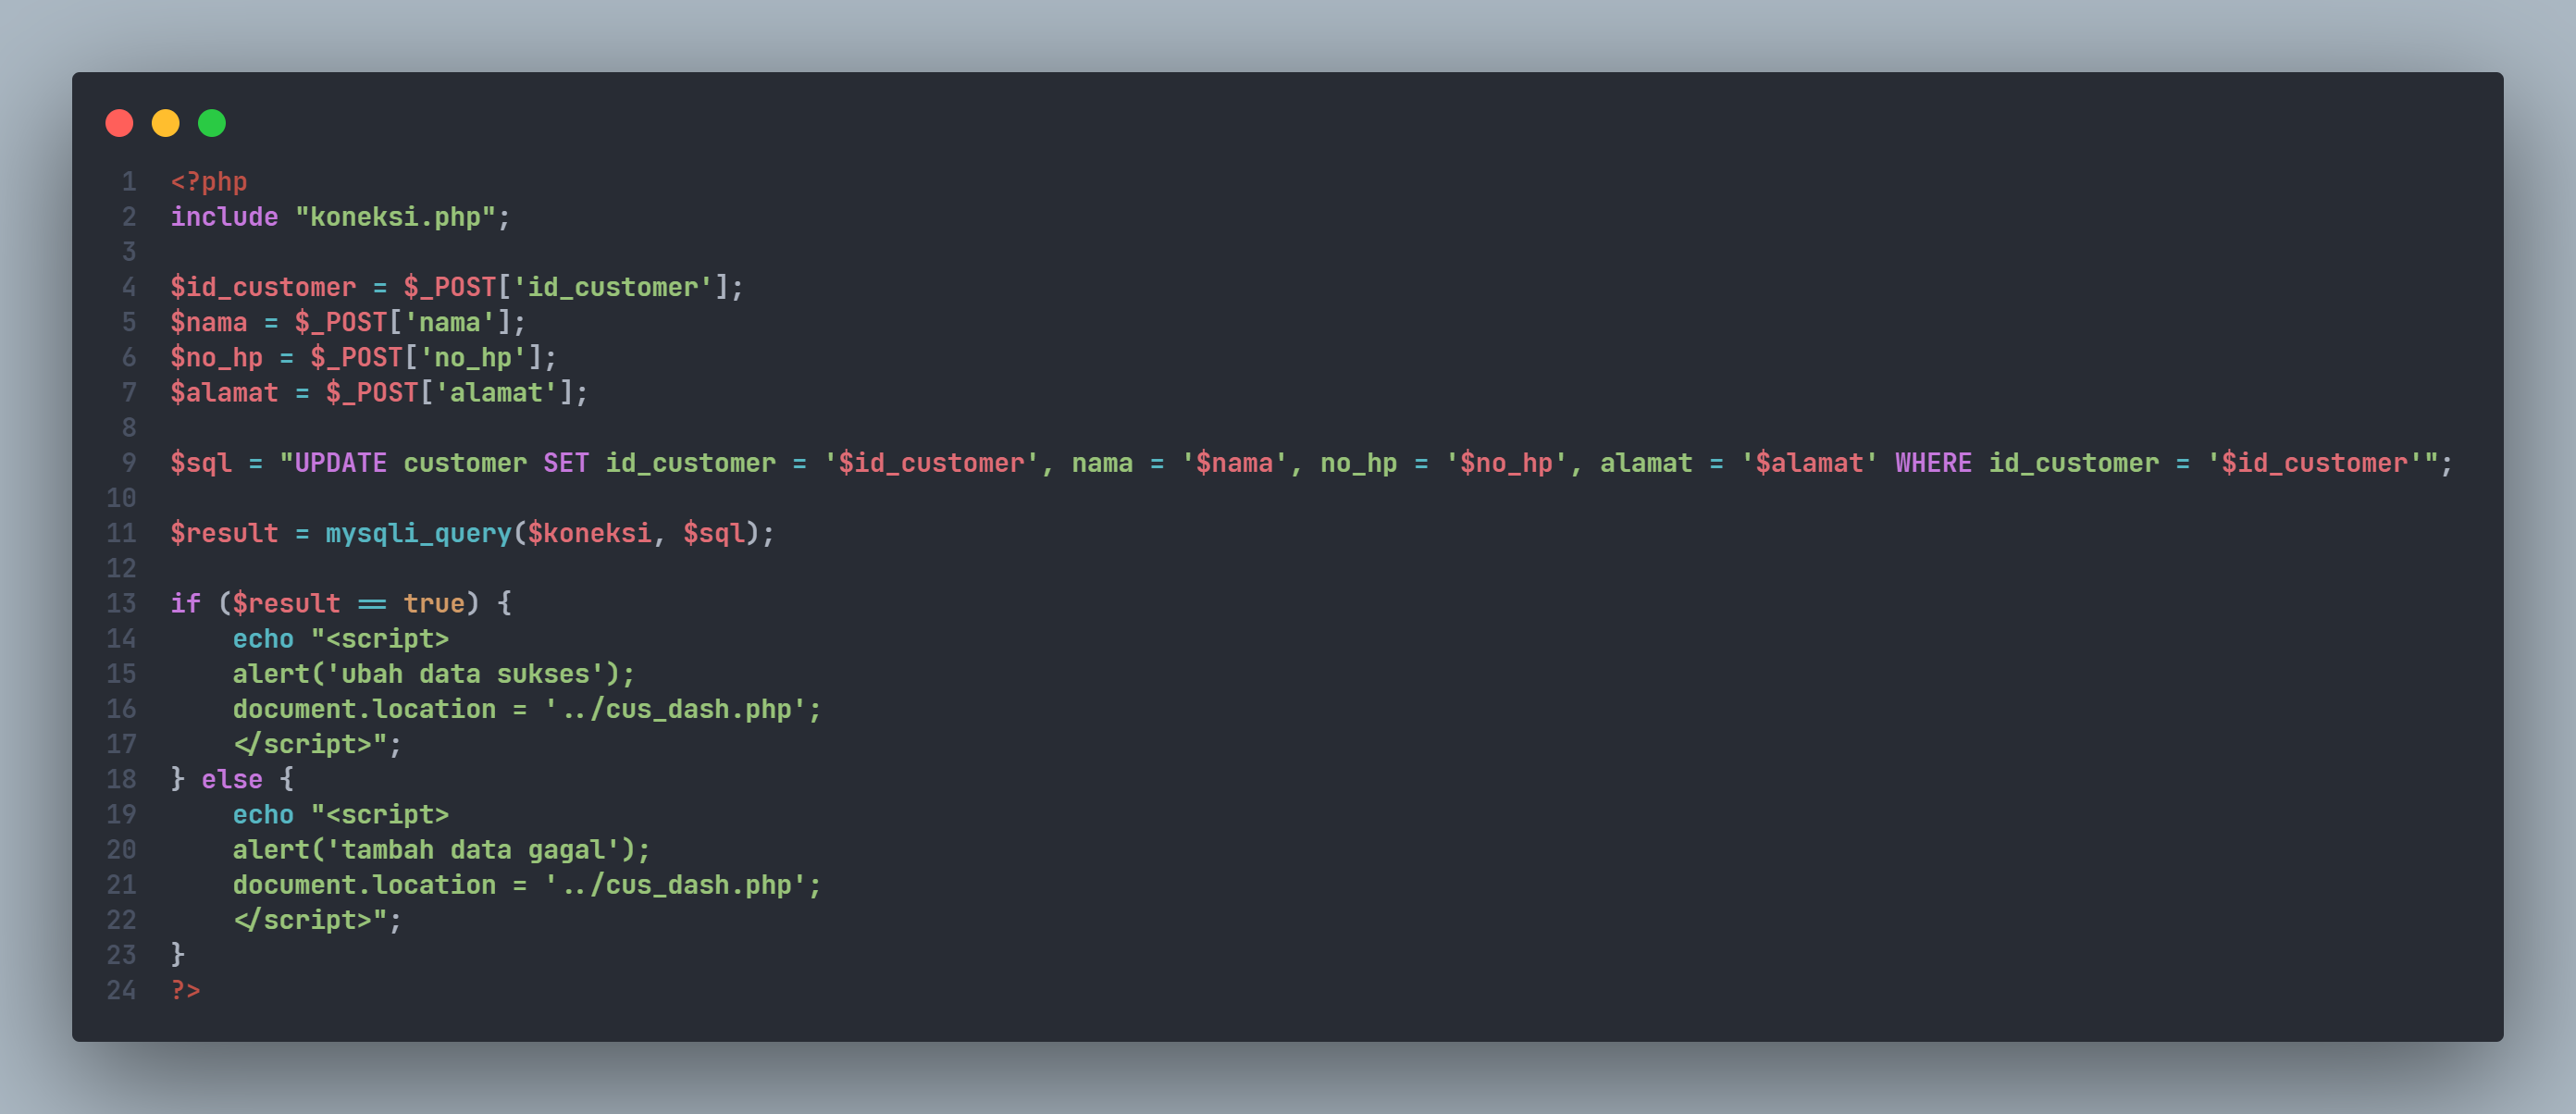 1 <?php
2 include "koneksi.php";
3
4 $id_customer = $_POST['id_customer'];
5 $nama = $_POST['nama'];
6 $no_hp = $_POST['no_hp'];
7 $alamat = $_POST['alamat'];
8
9 $sql = "UPDATE customer SET id_customer = '$id_customer', nama = '$nama', no_hp = '$no_hp', alamat = '$alamat' WHERE id_customer = '$id_customer'";
10
11 $result = mysqli_query($koneksi, $sql);
12
13 if ($result == true) {
14     echo "<script>
15     alert('ubah data sukses');
16     document.location = '../cus_dash.php';
17     </script>";
18 } else {
19     echo "<script>
20     alert('tambah data gagal');
21     document.location = '../cus_dash.php';
22     </script>";
23 }
24 ?>